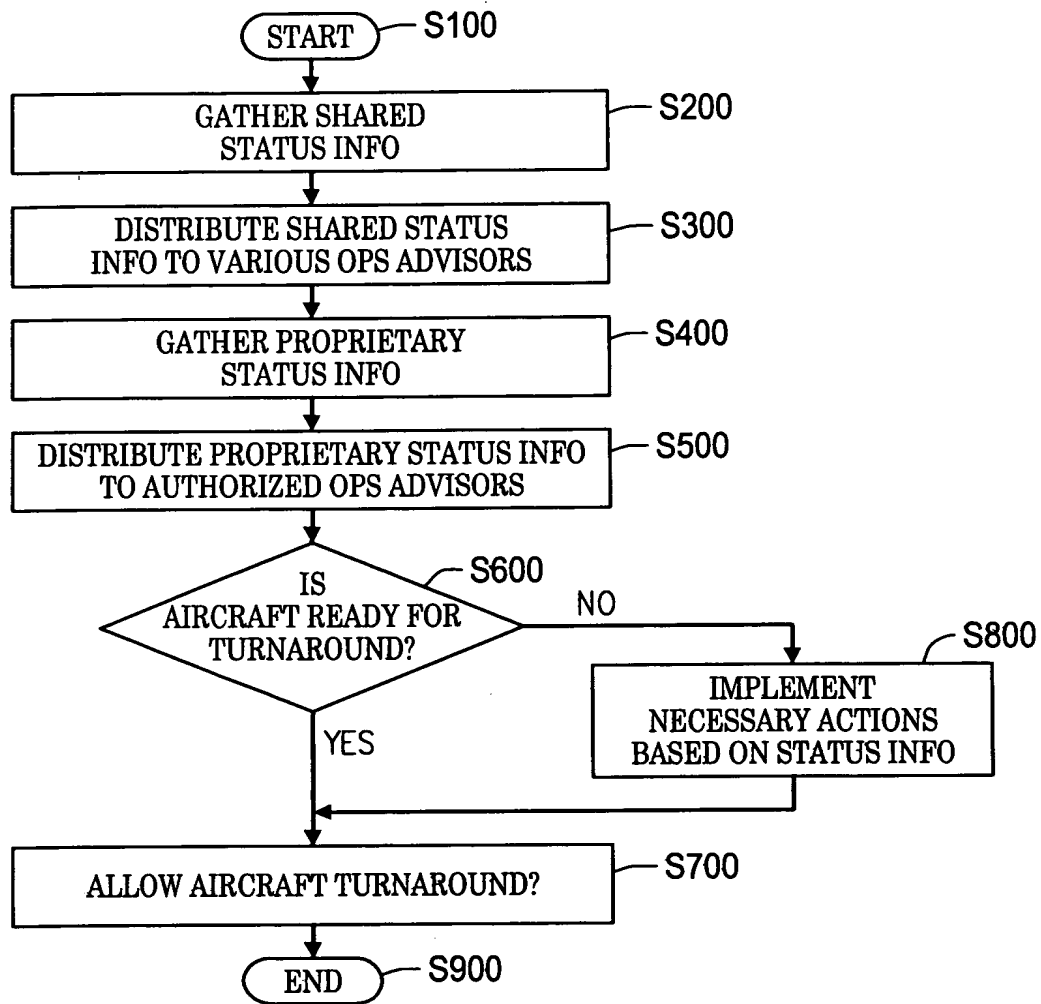 START
S100
GATHER SHARED
STATUS INFO
S200
DISTRIBUTE SHARED STATUS
INFO TO VARIOUS OPS ADVISORS
S300
GATHER PROPRIETARY
STATUS INFO
S400
DISTRIBUTE PROPRIETARY STATUS INFO
TO AUTHORIZED OPS ADVISORS
S500
IS
AIRCRAFT READY FOR
TURNAROUND?
S600
NO
YES
IMPLEMENT
NECESSARY ACTIONS
BASED ON STATUS INFO
S800
ALLOW AIRCRAFT TURNAROUND?
S700
END
S900